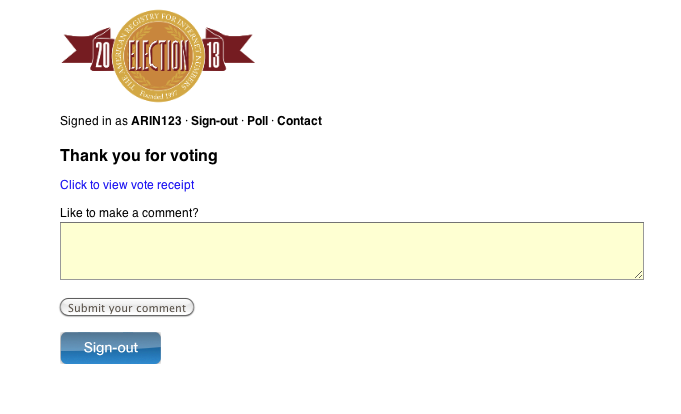 THE AMERICAN REGISTRY FOR INTERNET NUMBERS
20 ELECTION 13
Founded 1997
Signed in as ARIN123 · Sign-out · Poll · Contact
Thank you for voting
Click to view vote receipt
Like to make a comment?
Submit your comment
Sign-out